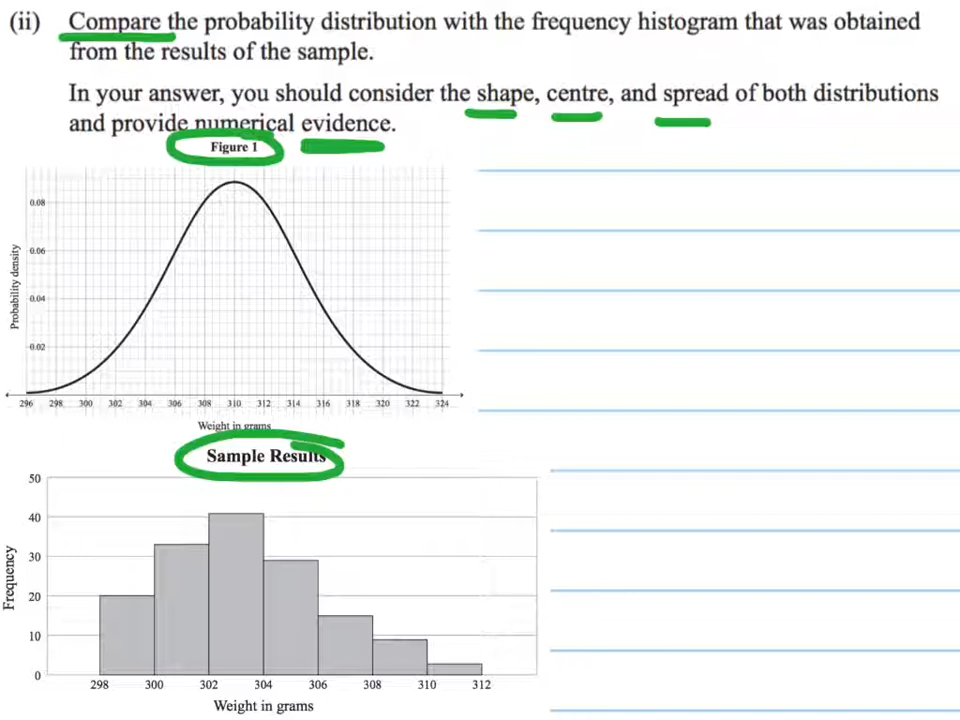 (ii) Compare the probability distribution with the frequency histogram that was obtained
from the results of the sample.
In your answer, you should consider the shape, centre, and spread of both distributions
and provide numerical evidence.
Figure 1
Probability density
0.08
0.06
0.04
0.02
296 298 300 302 304 306 308 310 312 314 316 318 320 322 324
Weight in grams
Sample Results
Frequency
50
40
30
20
10
0
298 300 302 304 306 308 310 312
Weight in grams